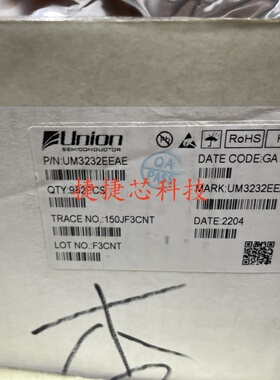 Union
SEMICONDUCTOR
RoHS
P/N:UM3232EEAE
DATE CODE:GA
QA
PASS
QTY:982PCS
MARK:UM3232EE
捷芯科技
TRACE NO.:150JF3CNT
DATE:2204
LOT NO.:F3CNT